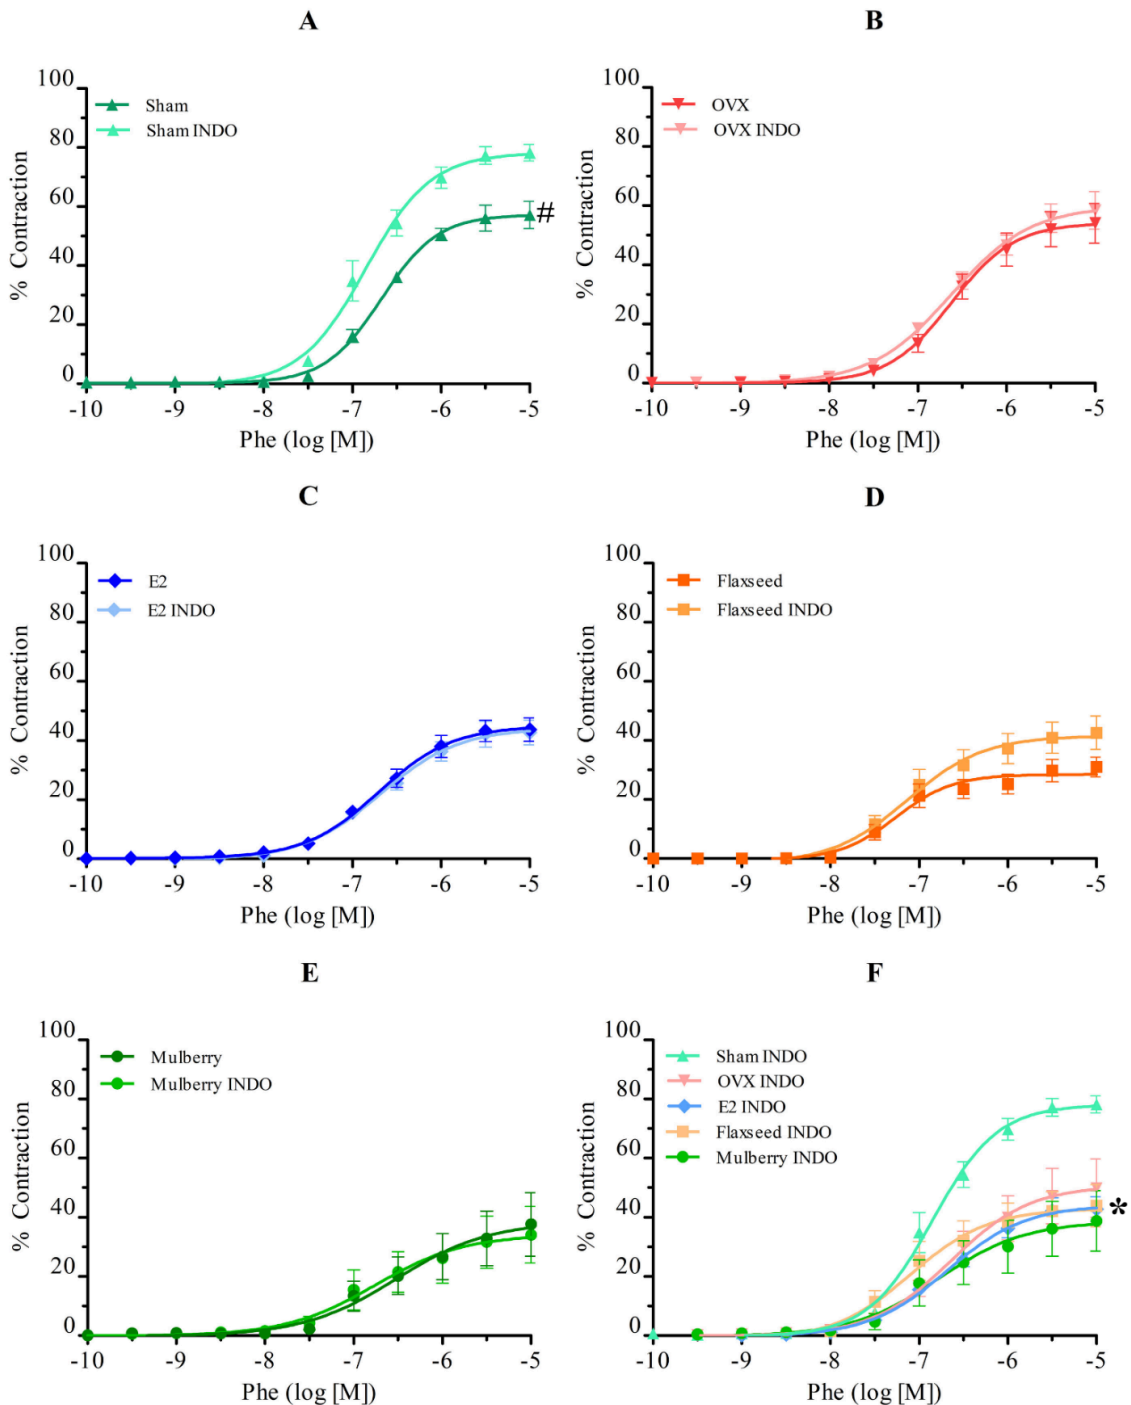 A
100
80
60
40
20
0
% Contraction
Sham
Sham INDO
#
-10
-9
-8
-7
-6
-5
Phe (log [M])
B
100
80
60
40
20
0
% Contraction
OVX
OVX INDO
-10
-9
-8
-7
-6
-5
Phe (log [M])
C
100
80
60
40
20
0
% Contraction
E2
E2 INDO
-10
-9
-8
-7
-6
-5
Phe (log [M])
D
100
80
60
40
20
0
% Contraction
Flaxseed
Flaxseed INDO
-10
-9
-8
-7
-6
-5
Phe (log [M])
E
100
80
60
40
20
0
% Contraction
Mulberry
Mulberry INDO
-10
-9
-8
-7
-6
-5
Phe (log [M])
F
100
80
60
40
20
0
% Contraction
Sham INDO
OVX INDO
E2 INDO
Flaxseed INDO
Mulberry INDO
*
-10
-9
-8
-7
-6
-5
Phe (log [M])